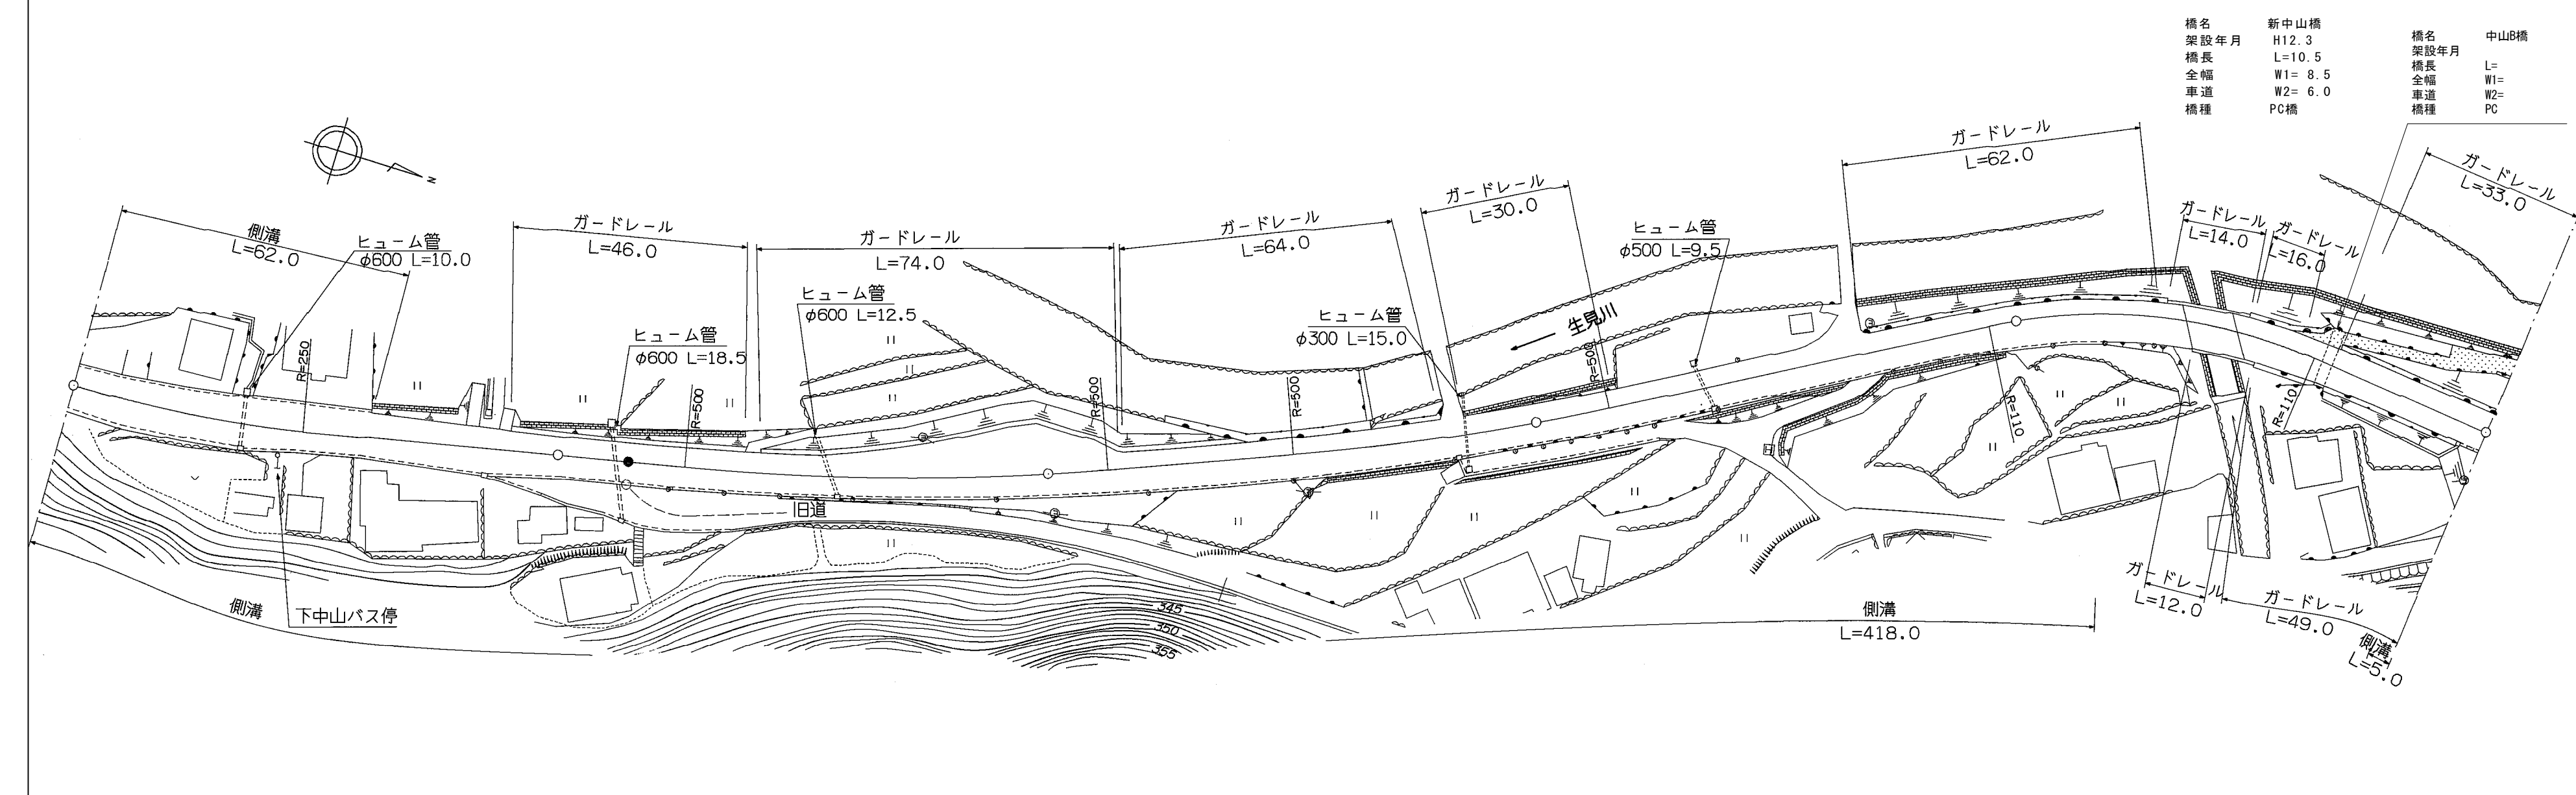 橋名 新中山橋
架設年月 H12.3
橋長 L=10.5
全幅 W1= 8.5
車道 W2= 6.0
橋種 PC橋
橋名 中山B橋
架設年月
橋長 L=
全幅 W1=
車道 W2=
橋種 PC
N
側溝
L=62.0
ヒューム管
φ600 L=10.0
ガードレール
L=46.0
ガードレール
L=74.0
ガードレール
L=64.0
ガードレール
L=30.0
ヒューム管
φ500 L=9.5
ガードレール
L=62.0
ガードレール
L=14.0
ガードレール
L=16.0
ガードレール
L=33.0
ヒューム管
φ600 L=18.5
ヒューム管
φ600 L=12.5
ヒューム管
φ300 L=15.0
生見川
R=250
R=500
R=500
R=500
R=500
R=110
R=110
旧道
側溝
下中山バス停
345
350
355
側溝
L=418.0
ガードレール
L=12.0
ガードレール
L=49.0
側溝
L=5.0